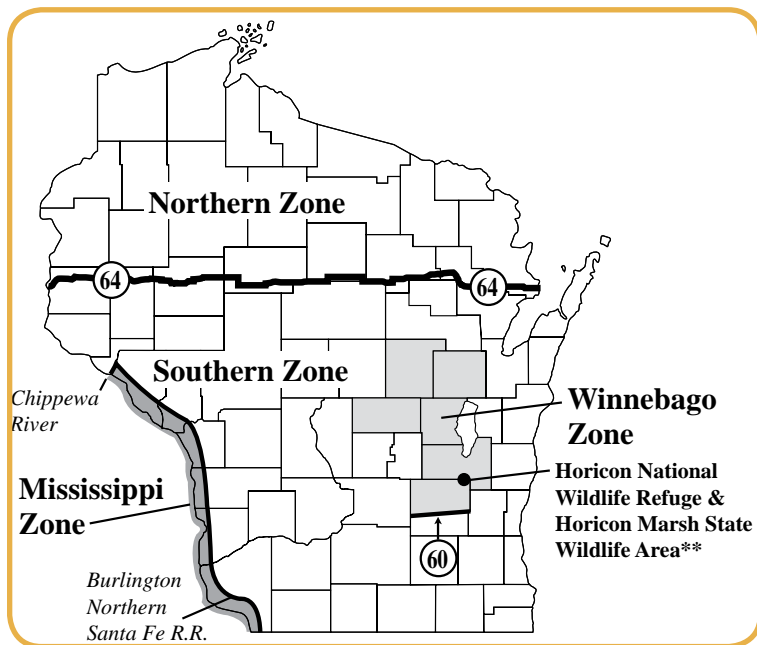 Northern Zone
64
64
Southern Zone
Chippewa
River
Winnebago
Zone
Horicon National
Wildlife Refuge &
Horicon Marsh State
Wildlife Area**
Mississippi
Zone
60
Burlington
Northern
Santa Fe R.R.